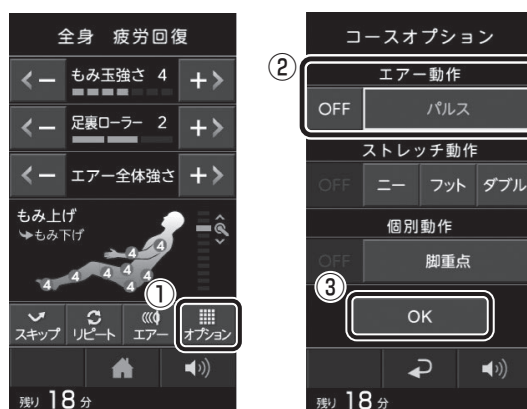 全身 疲労回復
もみ玉強さ 4
足裏ローラー 2
エアー全体強さ
もみ上げ
もみ下げ
4
4
4
4
4
4
4
4
①
スキップ リピート エアー オプション
残り 18 分
コースオプション
②
エアー動作
OFF パルス
ストレッチ動作
OFF ニー フット ダブル
個別動作
OFF 脚重点
③
OK
残り 18 分